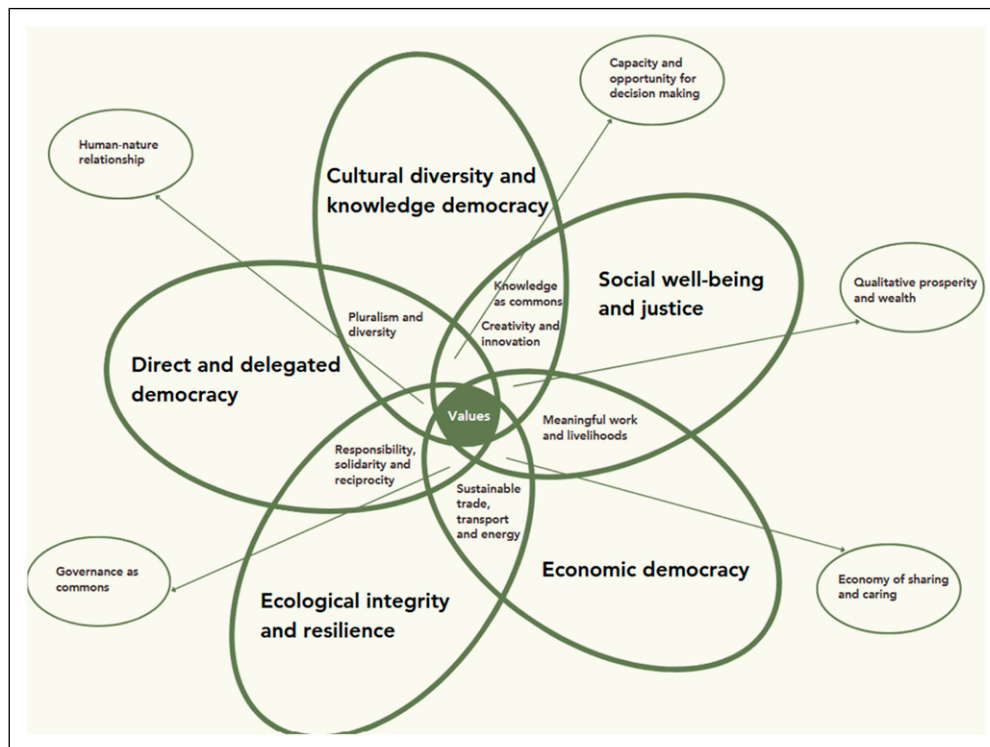 Capacity and
opportunity for
decision making
Human-nature
relationship
Cultural diversity and
knowledge democracy
Social well-being
and justice
Qualitative prosperity
and wealth
Knowledge
as commons
Pluralism and
diversity
Creativity and
innovation
Direct and delegated
democracy
Values
Meaningful work
and livelihoods
Responsibility,
solidarity and
reciprocity
Sustainable
trade,
transport
and energy
Governance as
commons
Economic democracy
Economy of sharing
and caring
Ecological integrity
and resilience